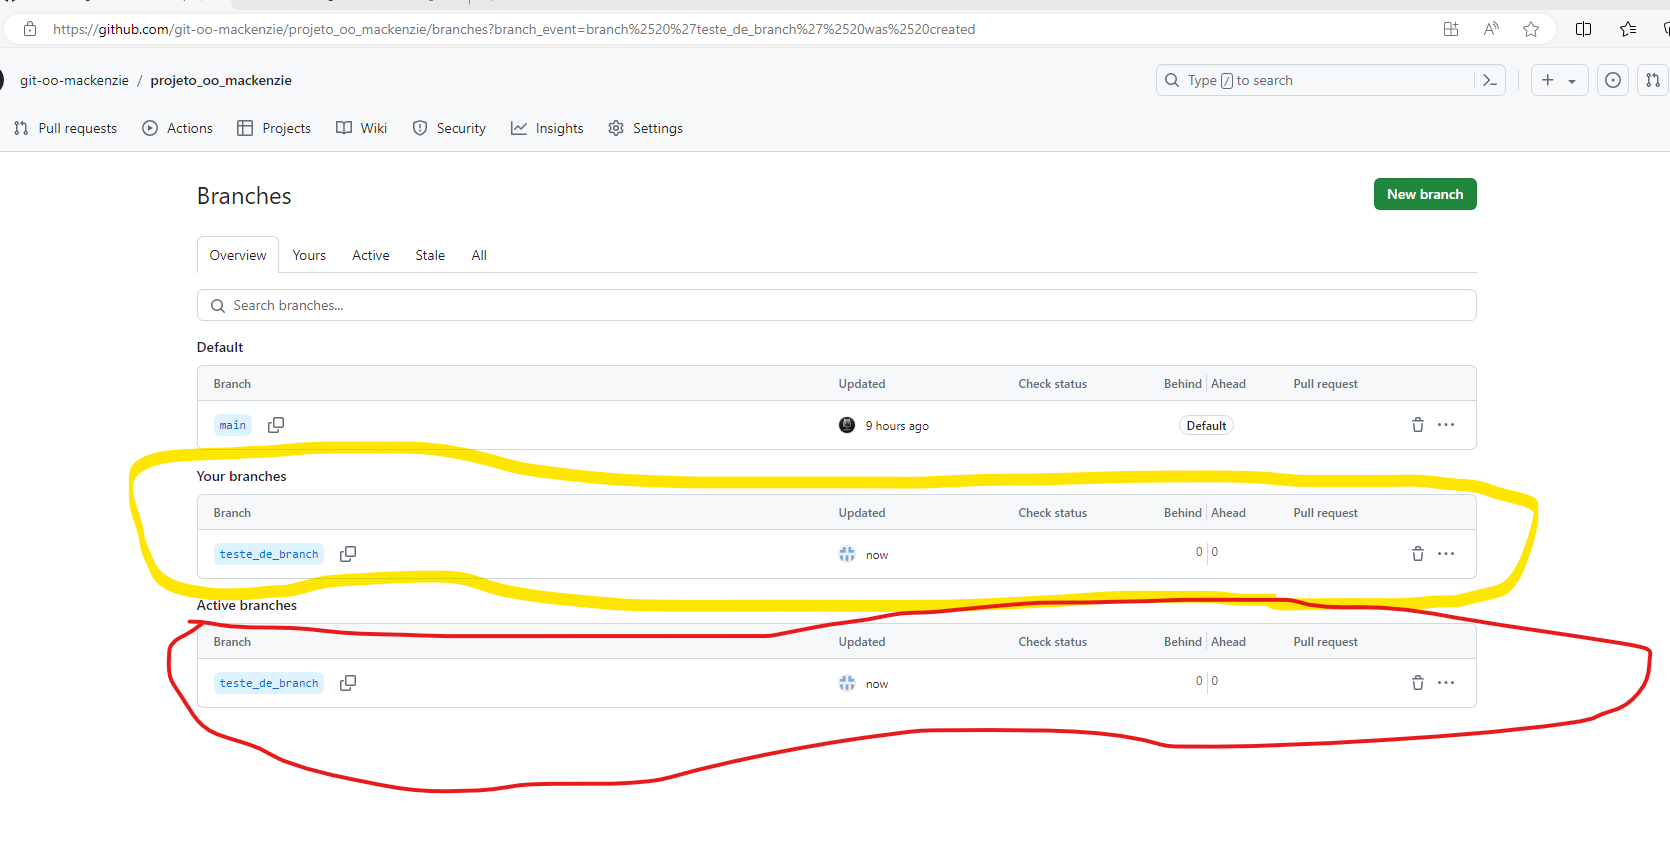 https://github.com/git-oo-mackenzie/projeto_oo_mackenzie/branches?branch_event=branch%2520%27teste_de_branch%27%2520was%2520created
git-oo-mackenzie / projeto_oo_mackenzie
Type / to search
Pull requests Actions Projects Wiki Security Insights Settings
Branches
New branch
Overview Yours Active Stale All
Search branches...
Default
Branch Updated Check status Behind Ahead Pull request
main 9 hours ago Default
Your branches
Branch Updated Check status Behind Ahead Pull request
teste_de_branch now 0 0
Active branches
Branch Updated Check status Behind Ahead Pull request
teste_de_branch now 0 0